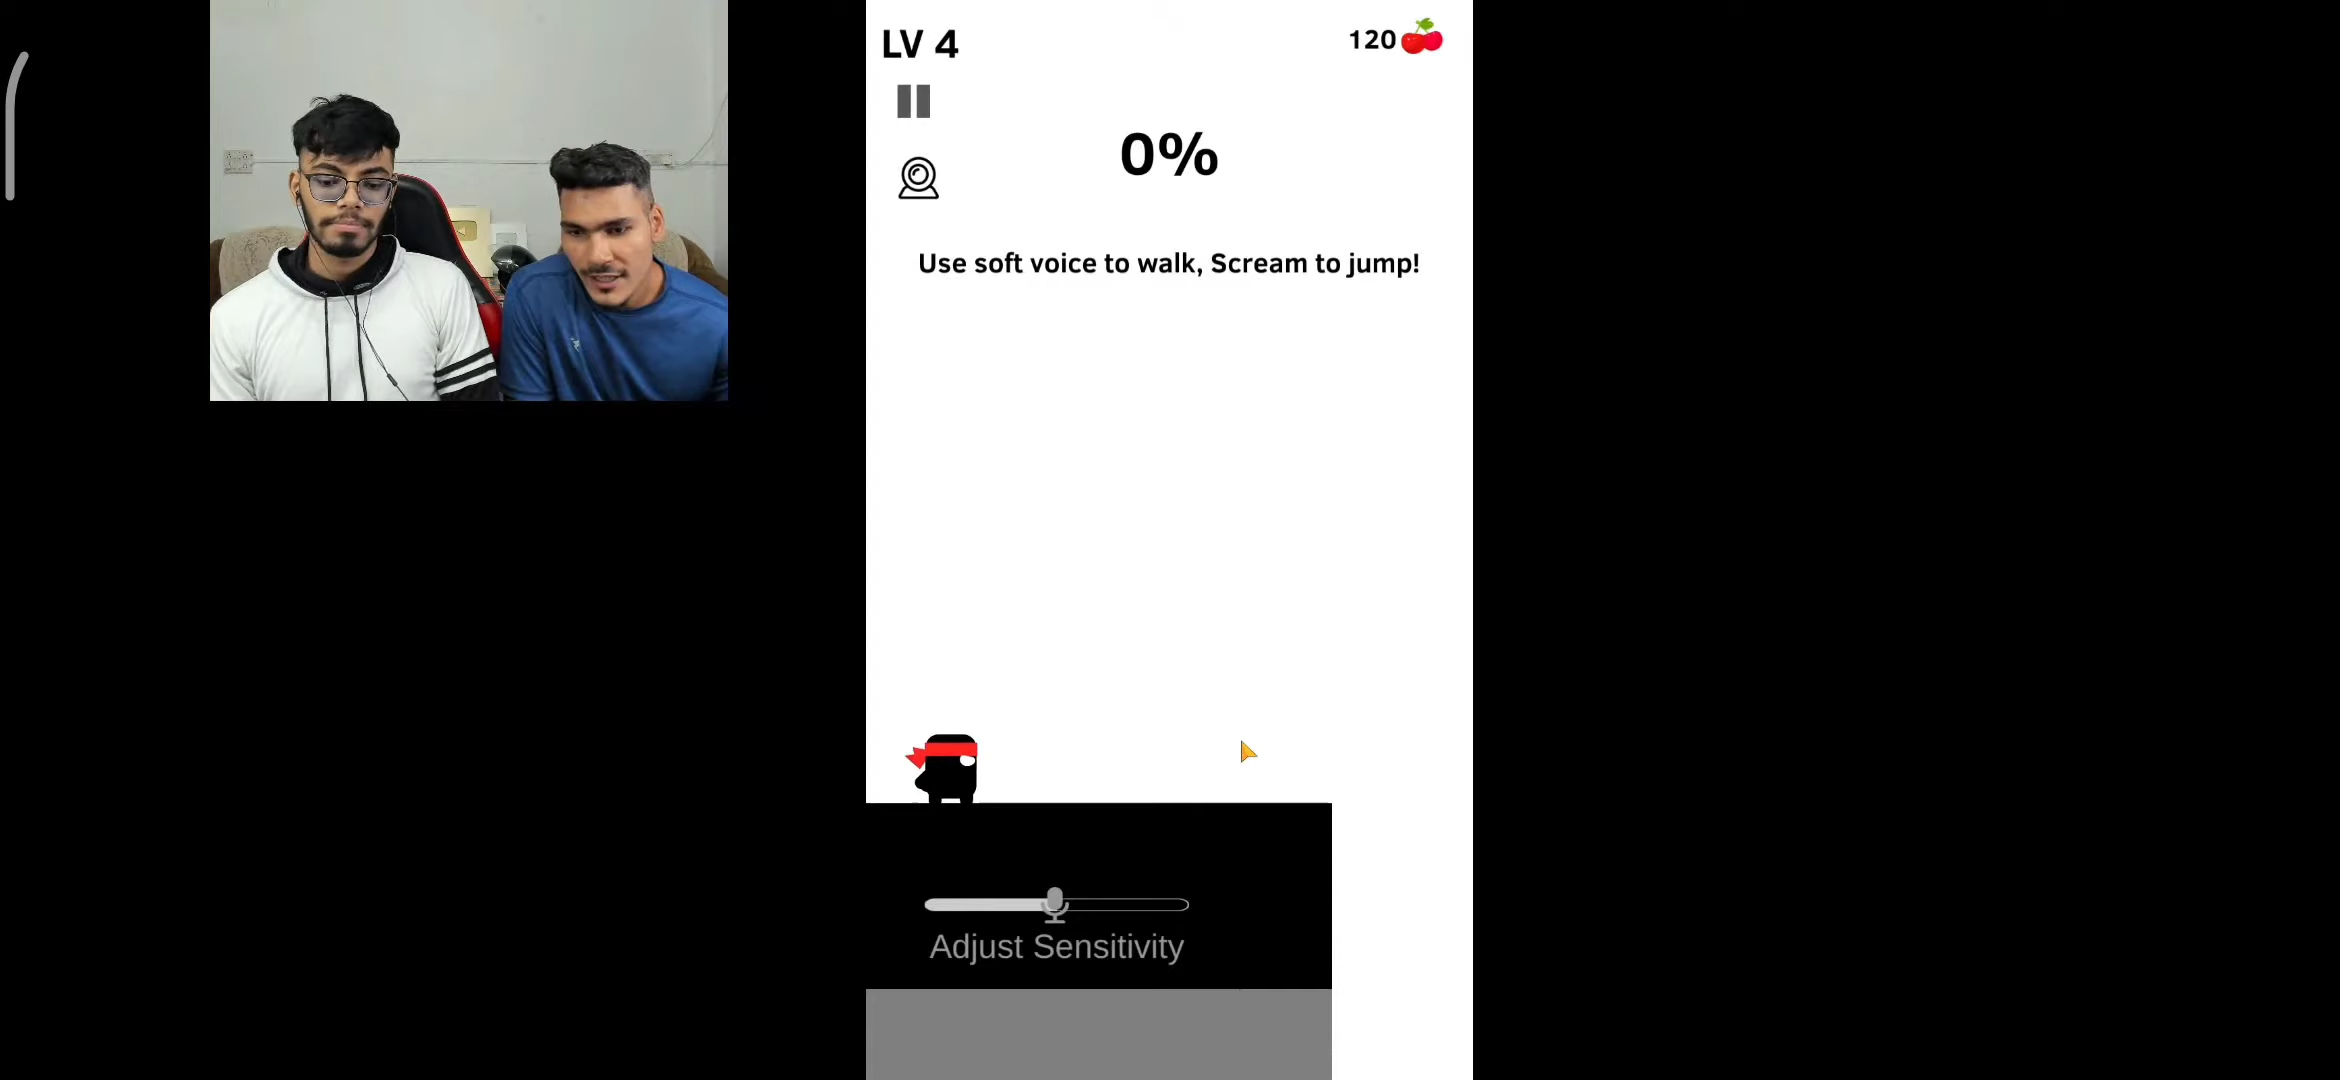 LV 4
120
0%
Use soft voice to walk, Scream to jump!
Adjust Sensitivity